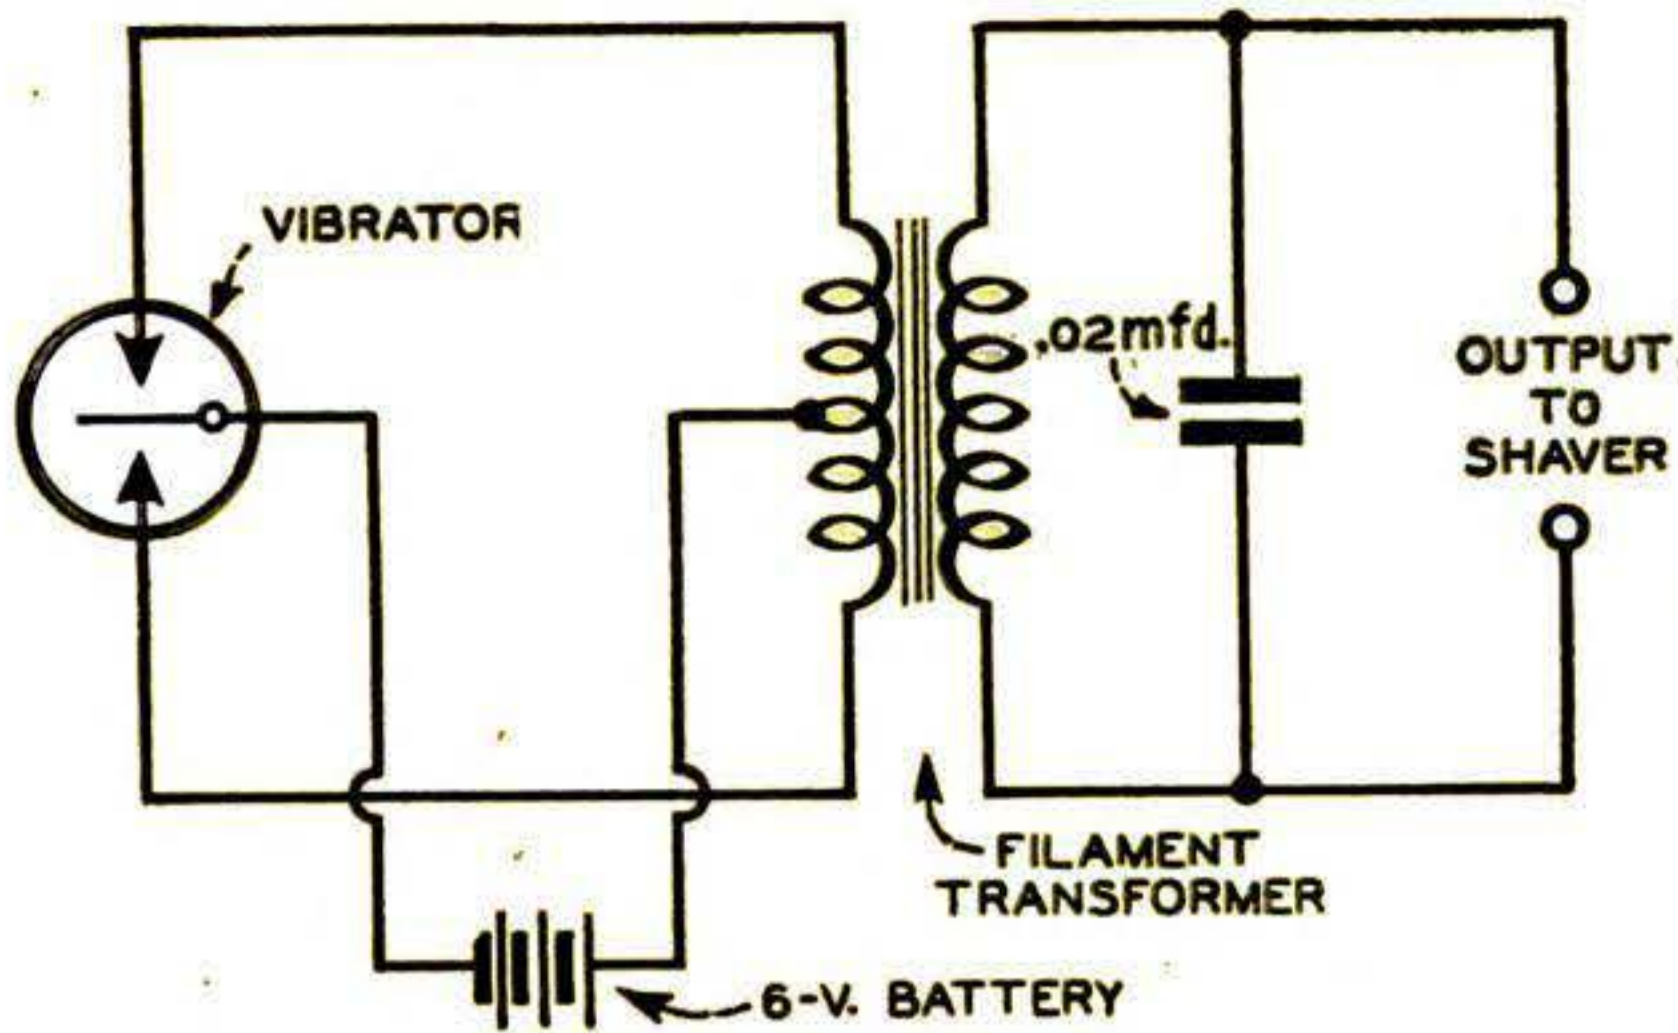 VIBRATOR
.02mfd.
OUTPUT
TO
SHAVER
FILAMENT
TRANSFORMER
6-V. BATTERY